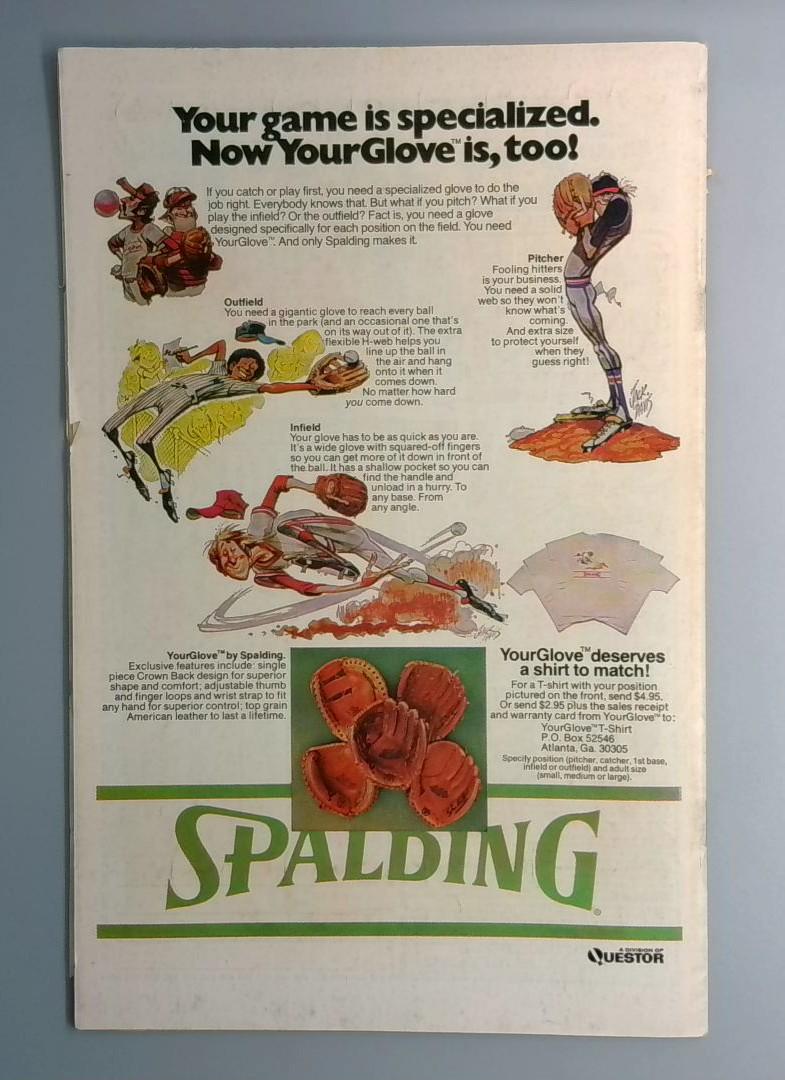 Your game is specialized.
Now YourGlove™ is, too!
If you catch or play first, you need a specialized glove to do the
job right. Everybody knows that. But what if you pitch? What if you
play the infield? Or the outfield? Fact is, you need a glove
designed specifically for each position on the field. You need
YourGlove™. And only Spalding makes it.
Pitcher
Fooling hitters
is your business.
You need a solid
web so they won't
know what's
coming.
And extra size
to protect yourself
when they
guess right!
Outfield
You need a gigantic glove to reach every ball
in the park (and an occasional one that's
on its way out of it). The extra
flexible H-web helps you
line up the ball in
the air and hang
onto it when it
comes down.
No matter how hard
you come down.
JACK
DAVIS
Infield
Your glove has to be as quick as you are.
It's a wide glove with squared-off fingers
so you can get more of it down in front of
the ball. It has a shallow pocket so you can
find the handle and
unload in a hurry. To
any base. From
any angle.
JACK DAVIS
YourGlove™ by Spalding.
Exclusive features include: single
piece Crown Back design for superior
shape and comfort; adjustable thumb
and finger loops and wrist strap to fit
any hand for superior control; top grain
American leather to last a lifetime.
YourGlove™ deserves
a shirt to match!
For a T-shirt with your position
pictured on the front, send $4.95.
Or send $2.95 plus the sales receipt
and warranty card from YourGlove™ to:
YourGlove™ T-Shirt
P.O. Box 52546
Atlanta, Ga. 30305
Specify position (pitcher, catcher, 1st base,
infield or outfield) and adult size
(small, medium or large).
SPALDING®
A DIVISION OF
QUESTOR